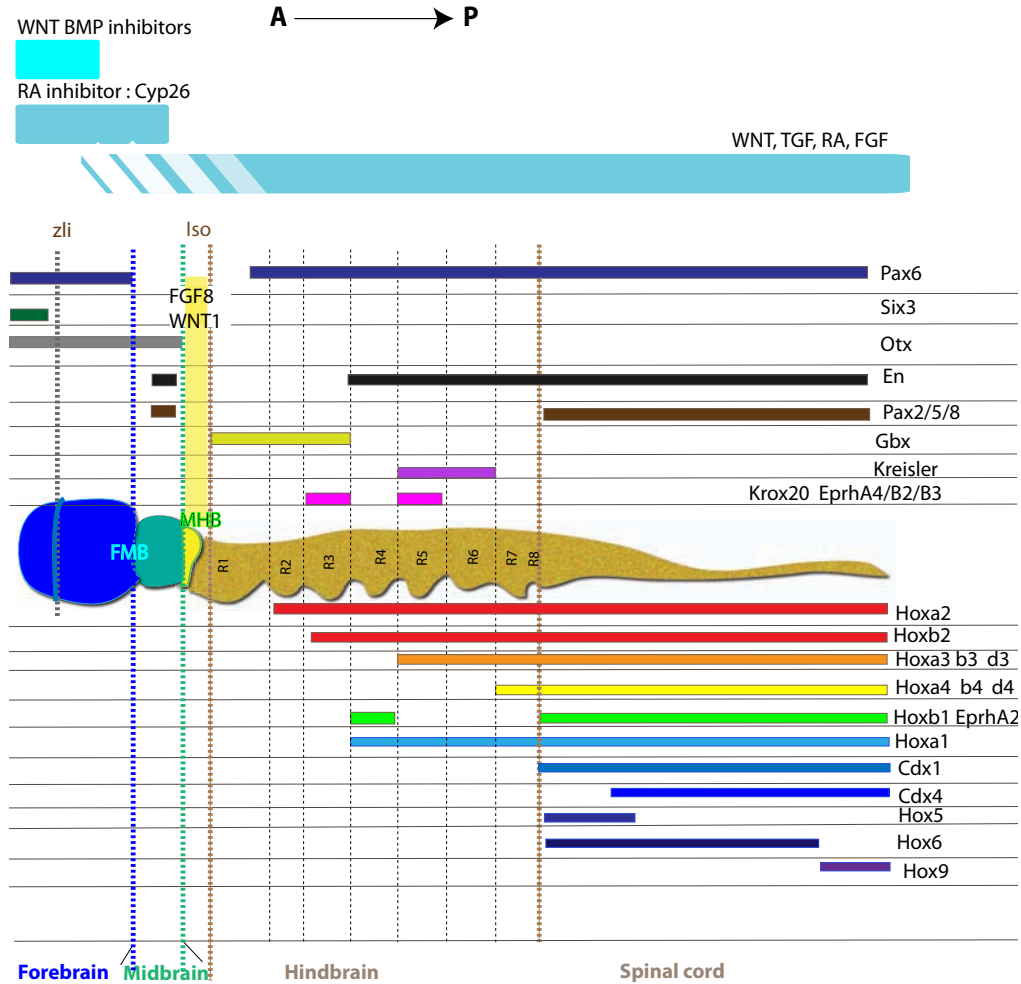 A P
WNT BMP inhibitors
RA inhibitor : Cyp26
WNT, TGF, RA, FGF
zli Iso
Pax6
FGF8
WNT1
Six3
Otx
En
Pax2/5/8
Gbx
Kreisler
Krox20 EprhA4/B2/B3
MHB
FMB
R1 R2 R3 R4 R5 R6 R7 R8
Hoxa2
Hoxb2
Hoxa3 b3 d3
Hoxa4 b4 d4
Hoxb1 EprhA2
Hoxa1
Cdx1
Cdx4
Hox5
Hox6
Hox9
Forebrain Midbrain Hindbrain Spinal cord